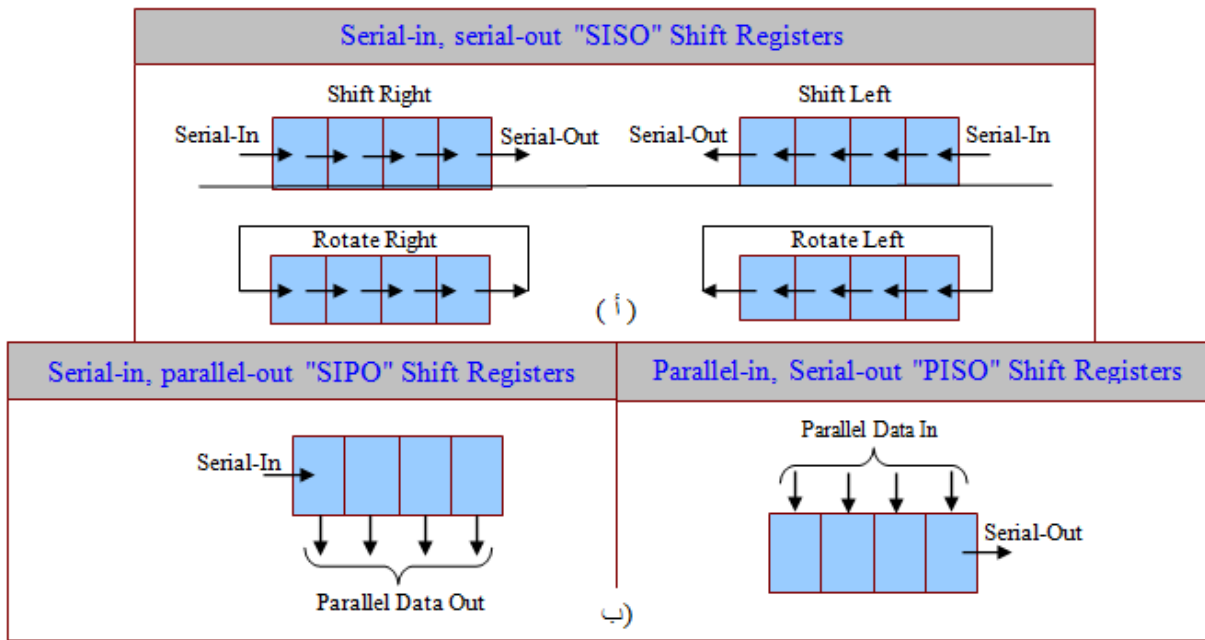 Serial-in, serial-out "SISO" Shift Registers
Shift Right
Shift Left
Serial-In
Serial-Out
Serial-Out
Serial-In
Rotate Right
Rotate Left
( أ )
Serial-in, parallel-out "SIPO" Shift Registers
Parallel-in, Serial-out "PISO" Shift Registers
Parallel Data In
Serial-In
Serial-Out
Parallel Data Out
(ب